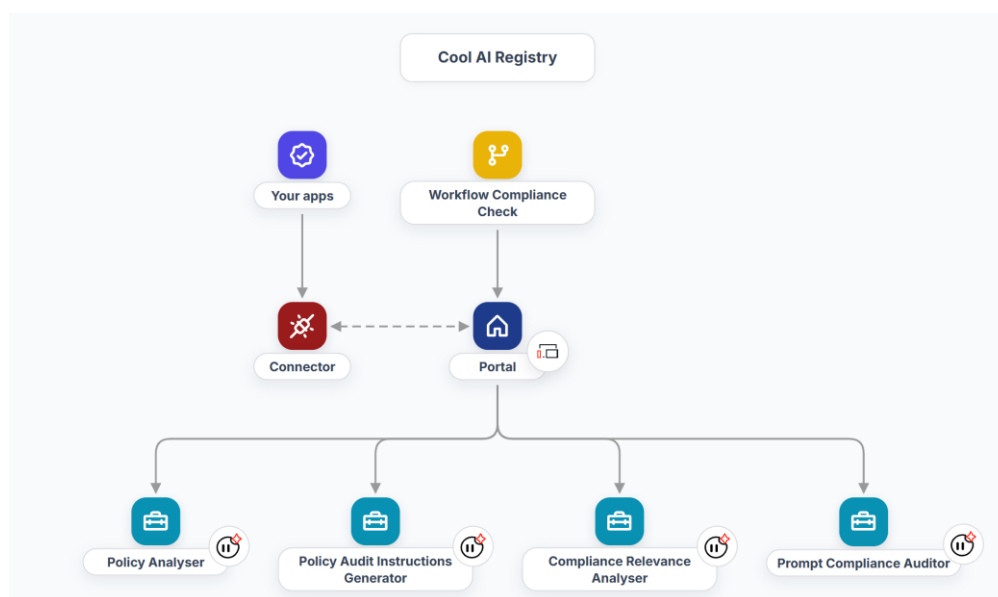 Cool AI Registry
Your apps
Workflow Compliance
Check
Connector
Portal
Policy Analyser
Policy Audit Instructions
Generator
Compliance Relevance
Analyser
Prompt Compliance Auditor